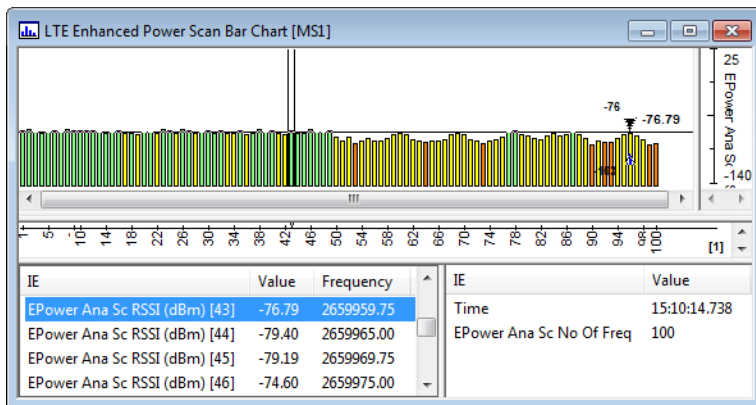 LTE Enhanced Power Scan Bar Chart [MS1]
25
-76
-76.79
EPower Ana Sc
-140
1 5 10 14 18 22 26 30 34 38 42 46 50 54 58 62 66 70 74 78 82 86 90 94 98 100
[1]
IE Value Frequency
EPower Ana Sc RSSI (dBm) [43] -76.79 2659959.75
EPower Ana Sc RSSI (dBm) [44] -79.40 2659965.00
EPower Ana Sc RSSI (dBm) [45] -79.19 2659969.75
EPower Ana Sc RSSI (dBm) [46] -74.60 2659975.00
IE Value
Time 15:10:14.738
EPower Ana Sc No Of Freq 100